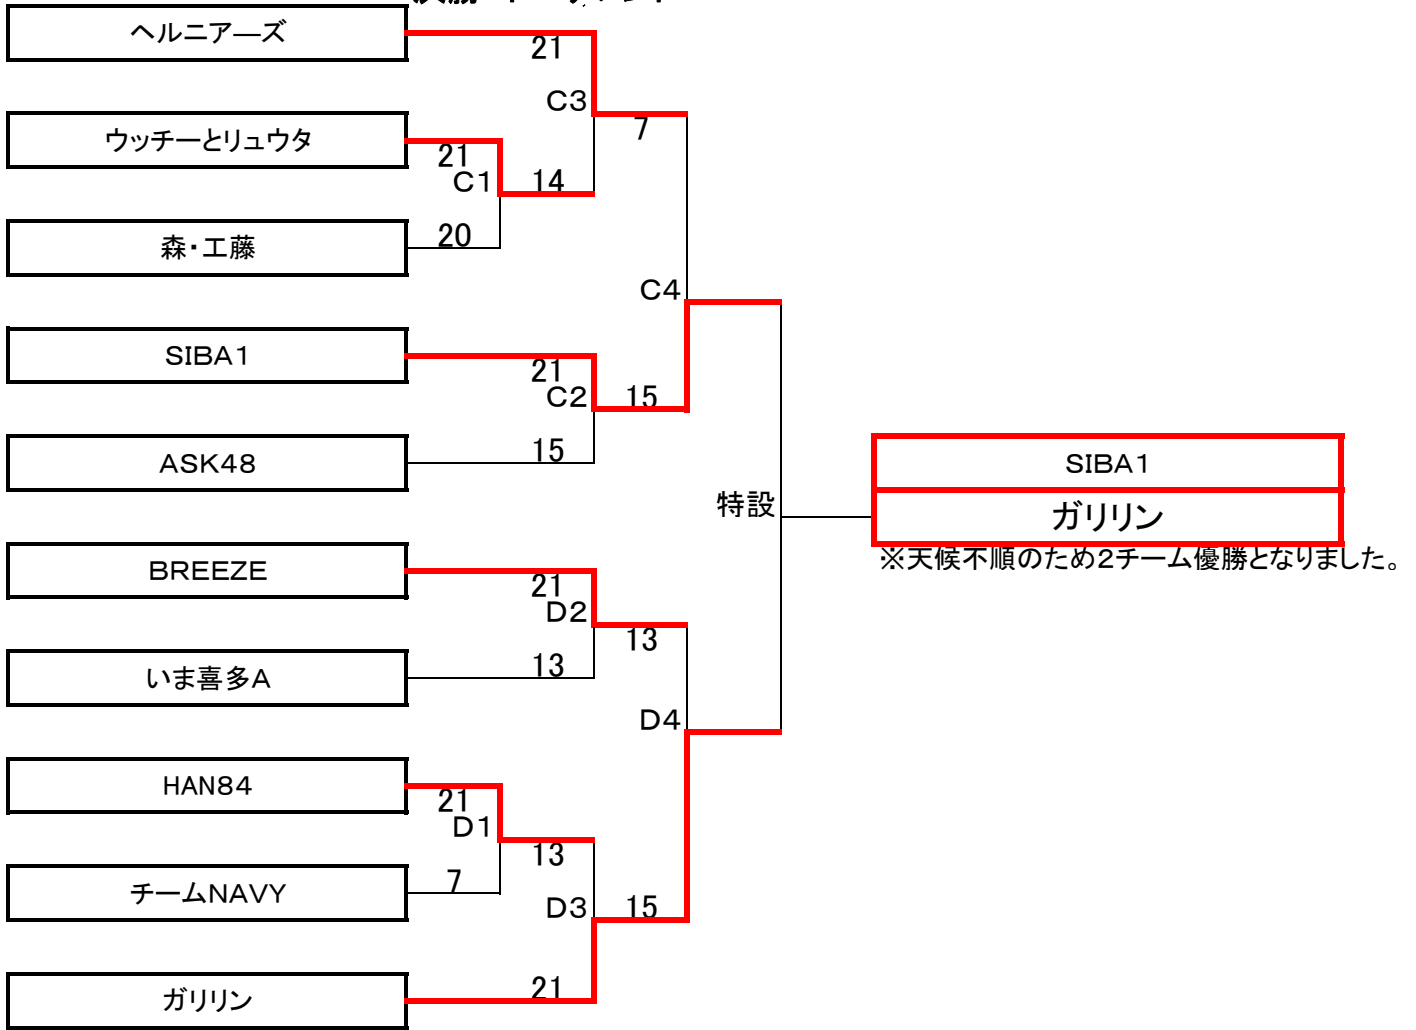 ヘルニアーズ
21
C3
7
ウッチーとリュウタ
21
C1
14
森・工藤
20
C4
SIBA1
21
C2
15
ASK48
15
特設
SIBA1
ガリリン
※天候不順のため2チーム優勝となりました。
BREEZE
21
D2
13
いま喜多A
13
D4
HAN84
21
D1
13
チームNAVY
7
D3
15
ガリリン
21